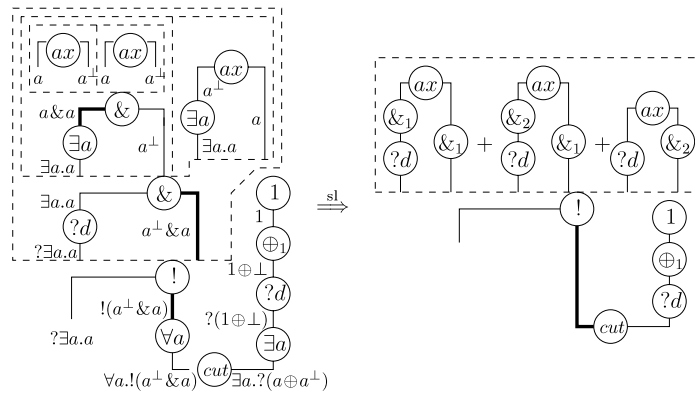 ax ax
a a⊥ a a⊥
ax
a⊥
a&a & ∃a a
∃a a⊥ ∃a.a
∃a.a
∃a.a & 1
?d a⊥&a 1
?∃a.a ⊕₁
! 1⊕⊥
!(a⊥&a) ?d
?∃a.a ∀a ?(1⊕⊥)
∃a
∀a.!(a⊥&a) cut ∃a.?(a⊕a⊥)
sl
⟹
ax ax ax
&₁ &₂
?d &₁ + ?d &₁ + ?d &₂
! 1
⊕₁
?d
cut